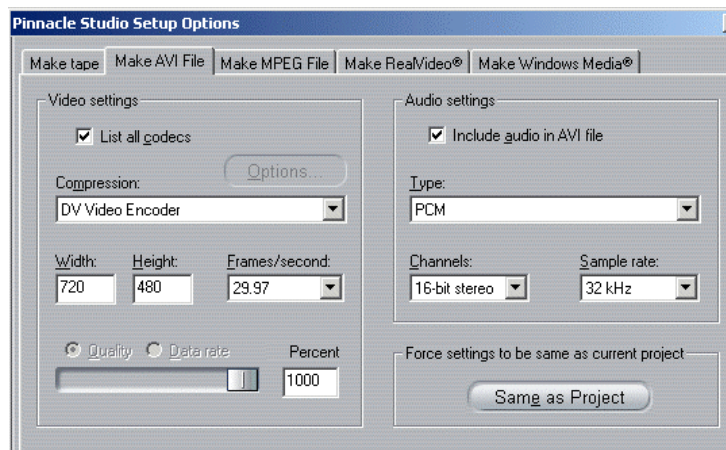 Pinnacle Studio Setup Options
Make tape Make AVI File Make MPEG File Make RealVideo® Make Windows Media®
Video settings
List all codecs
Options...
Compression:
DV Video Encoder
Width: Height: Frames/second:
720 480 29.97
Quality Data rate Percent
1000
Audio settings
Include audio in AVI file
Type:
PCM
Channels: Sample rate:
16-bit stereo 32 kHz
Force settings to be same as current project
Same as Project